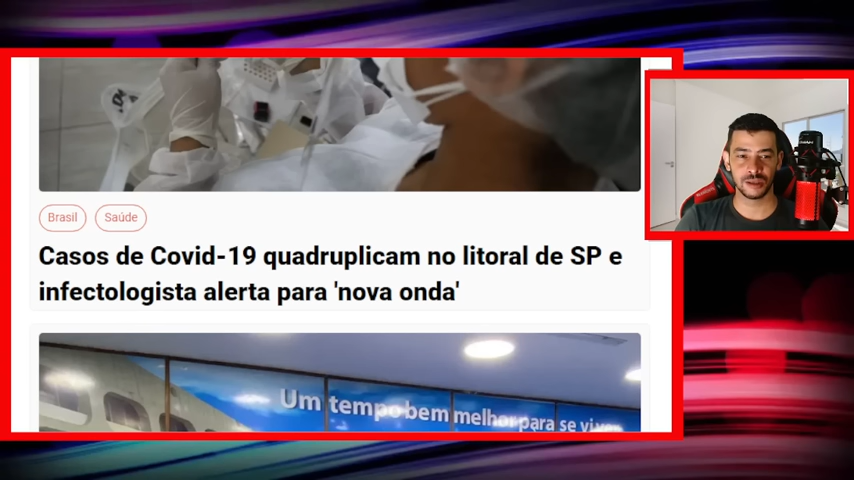 Brasil
Saúde
Casos de Covid-19 quadruplicam no litoral de SP e
infectologista alerta para 'nova onda'
Um tempo bem melhor para se viver